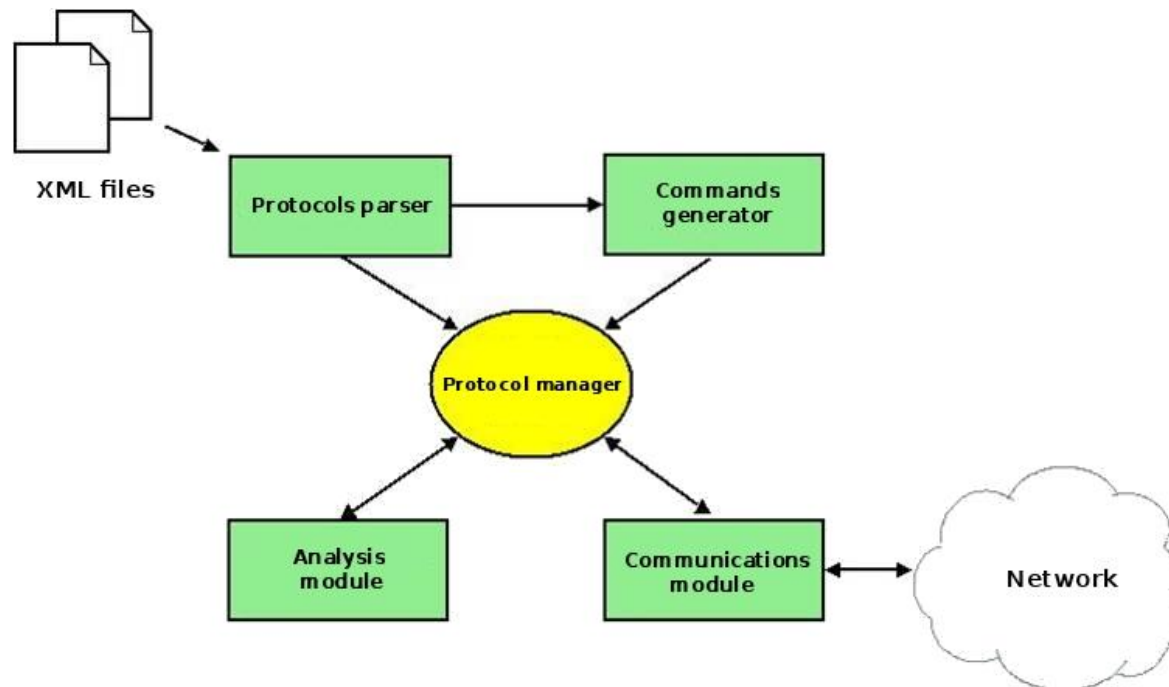 XML files
Protocols parser
Commands
generator
Protocol manager
Analysis
module
Communications
module
Network